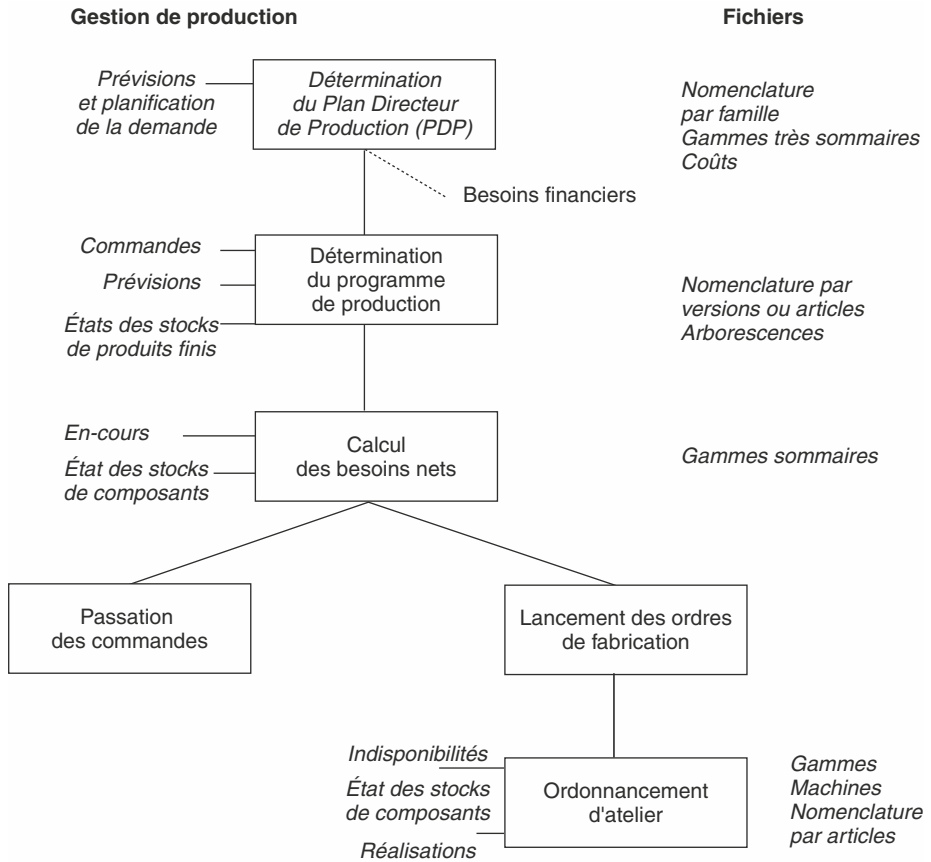 Gestion de production
Fichiers
Prévisions
et planification
de la demande
Détermination
du Plan Directeur
de Production (PDP)
Nomenclature
par famille
Gammes très sommaires
Coûts
Besoins financiers
Commandes
Prévisions
États des stocks
de produits finis
Détermination
du programme
de production
Nomenclature par
versions ou articles
Arborescences
En-cours
État des stocks
de composants
Calcul
des besoins nets
Gammes sommaires
Passation
des commandes
Lancement des ordres
de fabrication
Indisponibilités
État des stocks
de composants
Réalisations
Ordonnancement
d'atelier
Gammes
Machines
Nomenclature
par articles